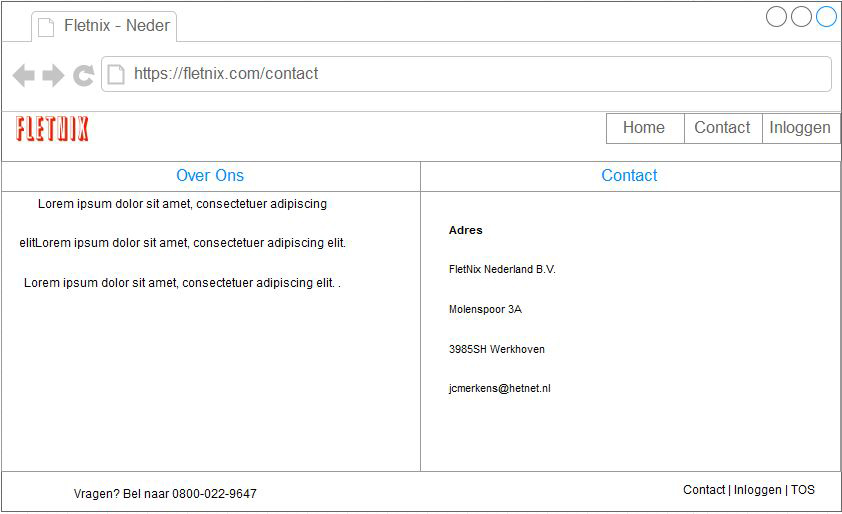 Fletnix - Neder
https://fletnix.com/contact
FLETNIX
Home Contact Inloggen
Over Ons
Lorem ipsum dolor sit amet, consectetuer adipiscing
elitLorem ipsum dolor sit amet, consectetuer adipiscing elit.
Lorem ipsum dolor sit amet, consectetuer adipiscing elit. .
Contact
Adres
FletNix Nederland B.V.
Molenspoor 3A
3985SH Werkhoven
jcmerkens@hetnet.nl
Vragen? Bel naar 0800-022-9647
Contact | Inloggen | TOS